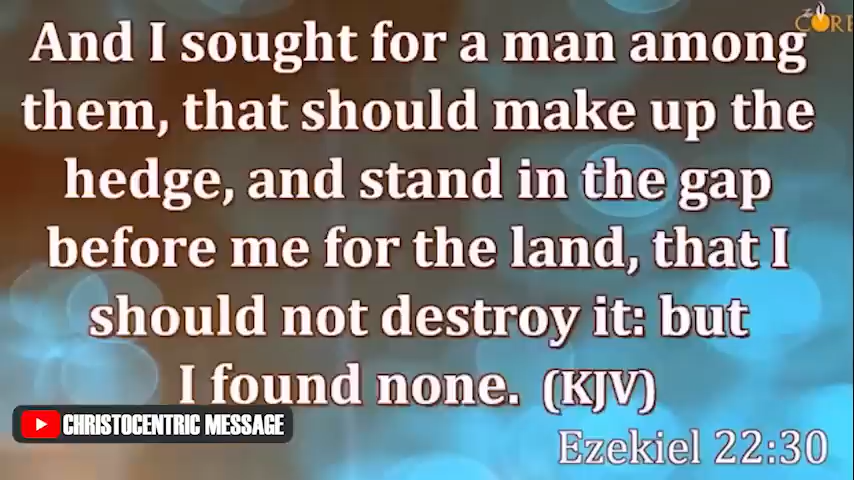 And I sought for a man among
them, that should make up the
hedge, and stand in the gap
before me for the land, that I
should not destroy it: but
I found none. (KJV)
CHRISTOCENTRIC MESSAGE
Ezekiel 22:30